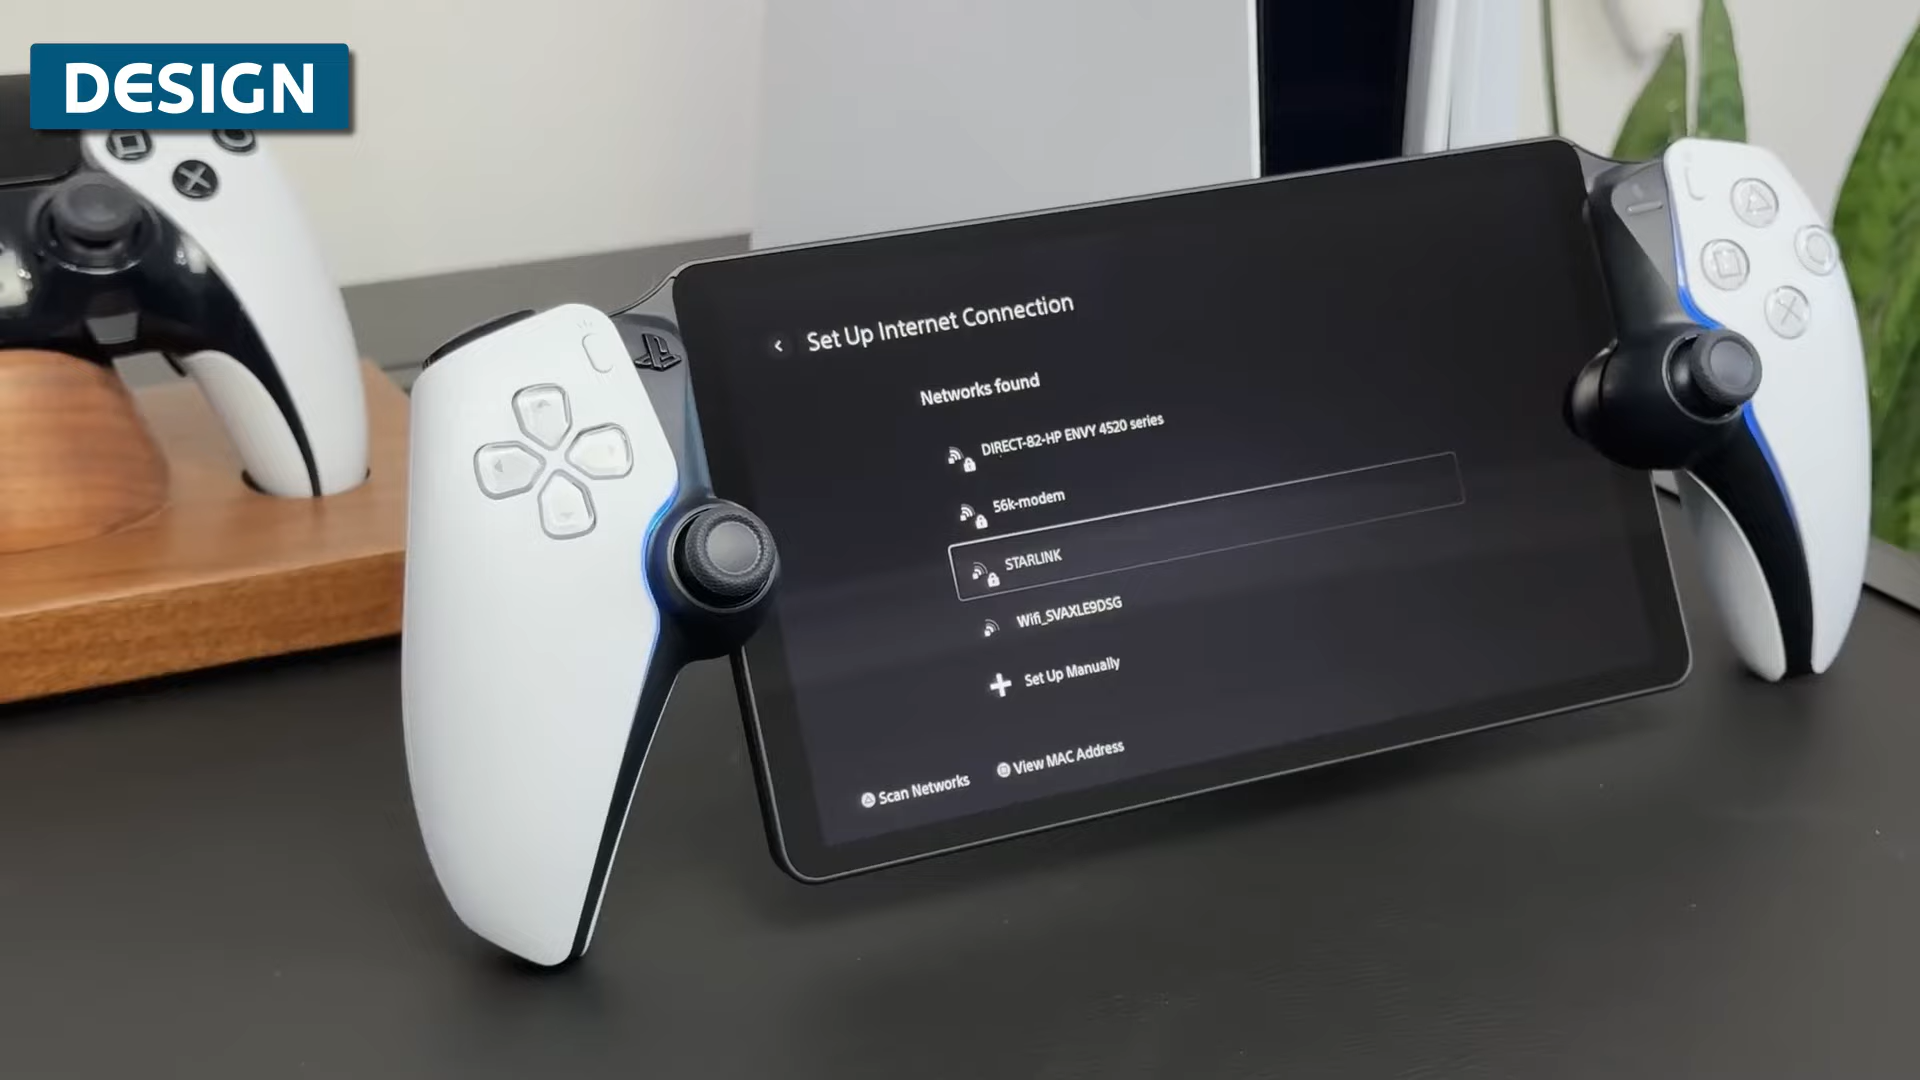 DESIGN
Set Up Internet Connection
Networks found
DIRECT-82-HP ENVY 4520 series
56k-modem
STARLINK
Wifi_SVAXLE9DSG
Set Up Manually
Scan Networks
View MAC Address